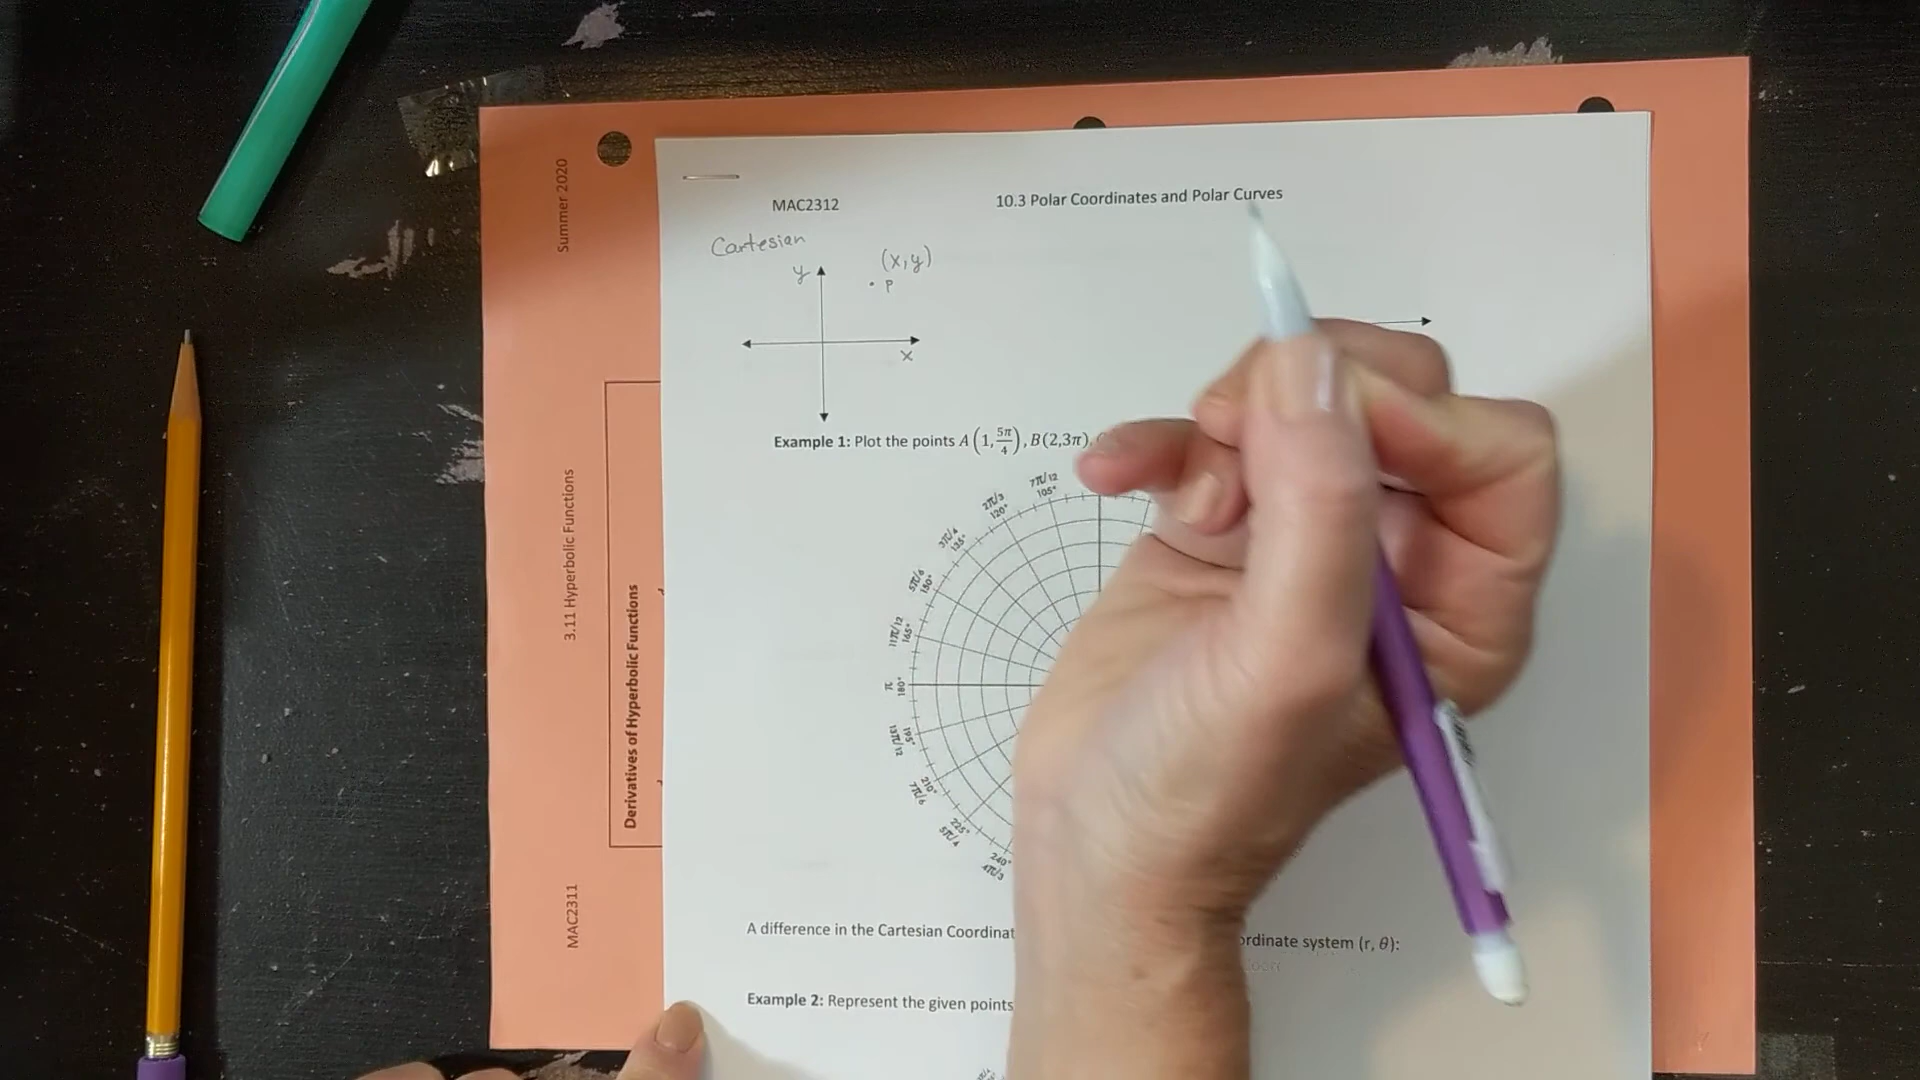 Summer 2020
3.11 Hyperbolic Functions
MAC2311
Derivatives of Hyperbolic Functions
MAC2312
10.3 Polar Coordinates and Polar Curves
Cartesian
(x,y)
y
P
x
Example 1: Plot the points A (1, 5π/4), B(2,3π),
7π/12
105°
2π/3
120°
3π/4
135°
5π/6
150°
11π/12
165°
π
180°
195°
13π/12
210°
7π/6
225°
5π/4
240°
4π/3
A difference in the Cartesian
system (r, θ):
Example 2: Represent the given points